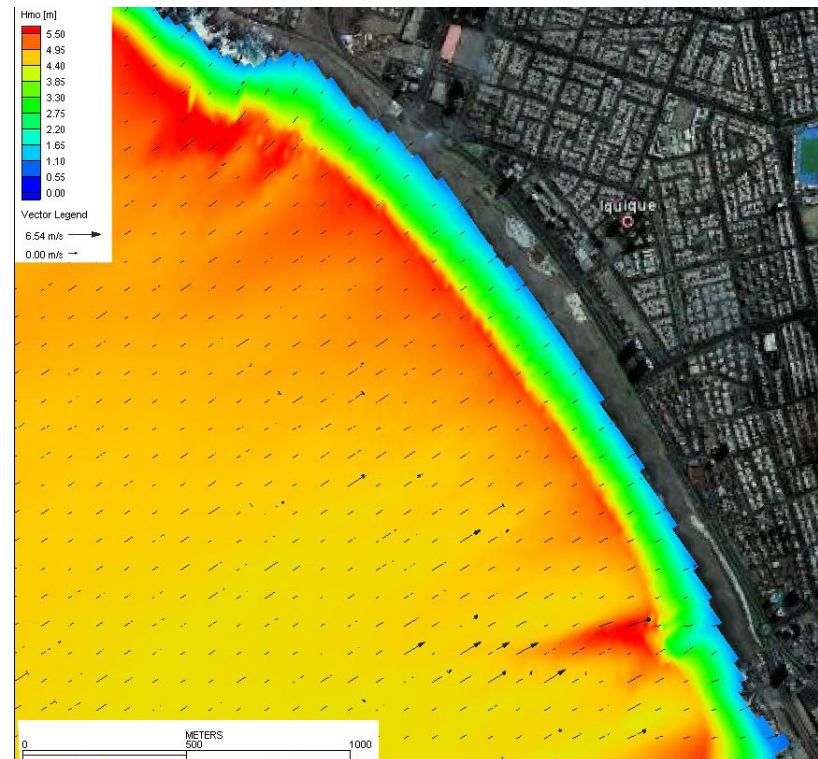 Hmo [m]
5.50
4.95
4.40
3.85
3.30
2.75
2.20
1.65
1.10
0.55
0.00
Vector Legend
6.54 m/s
0.00 m/s
Iquique
METERS
0 500 1000